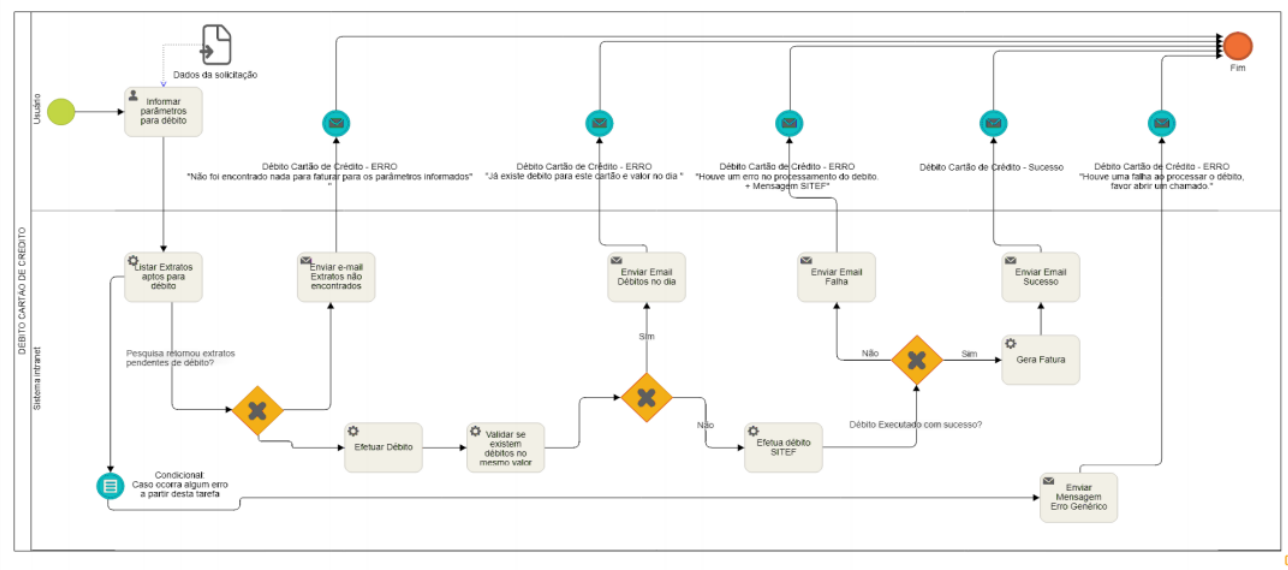 DÉBITO CARTÃO DE CRÉDITO
Usuário
Dados da solicitação
Informar
parâmetros
para débito
Débito Cartão de Crédito - ERRO
"Não foi encontrado nada para faturar para os parâmetros informados"
"
Débito Cartão de Crédito - ERRO
"Já existe debito para este cartão e valor no dia "
Débito Cartão de Crédito - ERRO
"Houve um erro no processamento do debito.
+ Mensagem SITEF"
Débito Cartão de Crédito - Sucesso
Débito Cartão de Crédito - ERRO
"Houve uma falha ao processar o débito,
favor abrir um chamado."
Fim
Sistema intranet
Listar Extratos
aptos para
débito
Enviar e-mail
Extratos não
encontrados
Enviar Email
Débitos no dia
Enviar Email
Falha
Enviar Email
Sucesso
Pesquisa retornou extratos
pendentes de débito?
Sim
Não
Sim
Gera Fatura
Efetuar Débito
Validar se
existem
débitos no
mesmo valor
Não
Efetua débito
SITEF
Débito Executado com sucesso?
Condicional:
Caso ocorra algum erro
a partir desta tarefa
Enviar
Mensagem
Erro Genérico